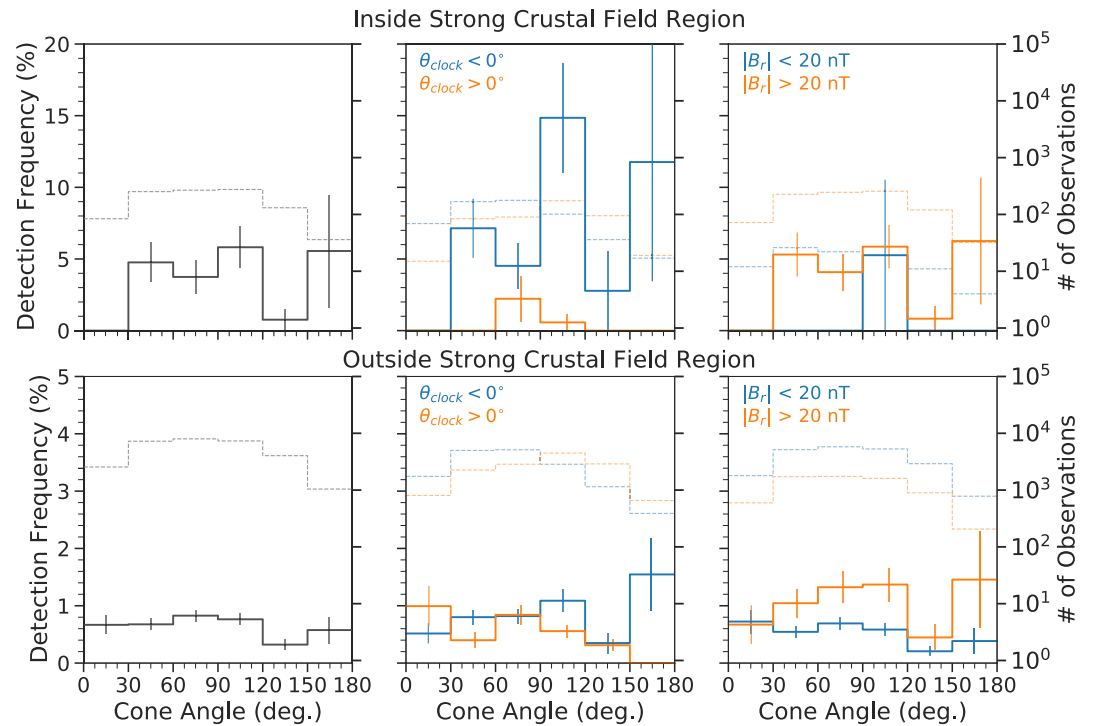 Inside Strong Crustal Field Region
Detection Frequency (%)
20
15
10
5
0
θclock < 0°
θclock > 0°
|Br| < 20 nT
|Br| > 20 nT
10^5
10^4
10^3
10^2
10^1
10^0
# of Observations
Outside Strong Crustal Field Region
Detection Frequency (%)
5
4
3
2
1
0
θclock < 0°
θclock > 0°
|Br| < 20 nT
|Br| > 20 nT
10^5
10^4
10^3
10^2
10^1
10^0
# of Observations
0 30 60 90 120 150 180
0 30 60 90 120 150 180
0 30 60 90 120 150 180
Cone Angle (deg.)
Cone Angle (deg.)
Cone Angle (deg.)